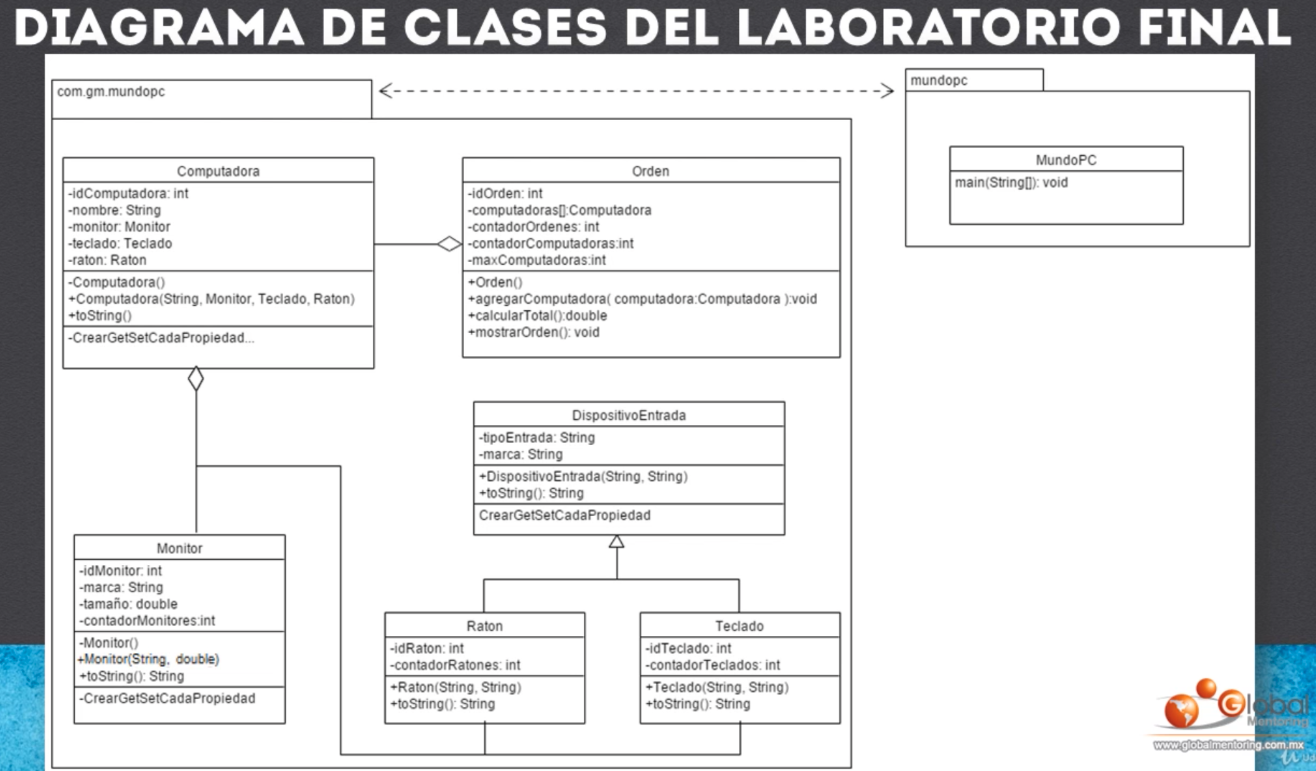 DIAGRAMA DE CLASES DEL LABORATORIO FINAL
com.gm.mundopc
Computadora
-idComputadora: int
-nombre: String
-monitor: Monitor
-teclado: Teclado
-raton: Raton
-Computadora()
+Computadora(String, Monitor, Teclado, Raton)
+toString()
-CrearGetSetCadaPropiedad...
Orden
-idOrden: int
-computadoras[]:Computadora
-contadorOrdenes: int
-contadorComputadoras:int
-maxComputadoras:int
+Orden()
+agregarComputadora( computadora:Computadora ):void
+calcularTotal():double
+mostrarOrden(): void
mundopc
MundoPC
main(String[]): void
DispositivoEntrada
-tipoEntrada: String
-marca: String
+DispositivoEntrada(String, String)
+toString(): String
CrearGetSetCadaPropiedad
Monitor
-idMonitor: int
-marca: String
-tamaño: double
-contadorMonitores:int
-Monitor()
+Monitor(String, double)
+toString(): String
-CrearGetSetCadaPropiedad
Raton
-idRaton: int
-contadorRatones: int
+Raton(String, String)
+toString(): String
Teclado
-idTeclado: int
-contadorTeclados: int
+Teclado(String, String)
+toString(): String
Global
Mentoring
www.globalmentoring.com.mx